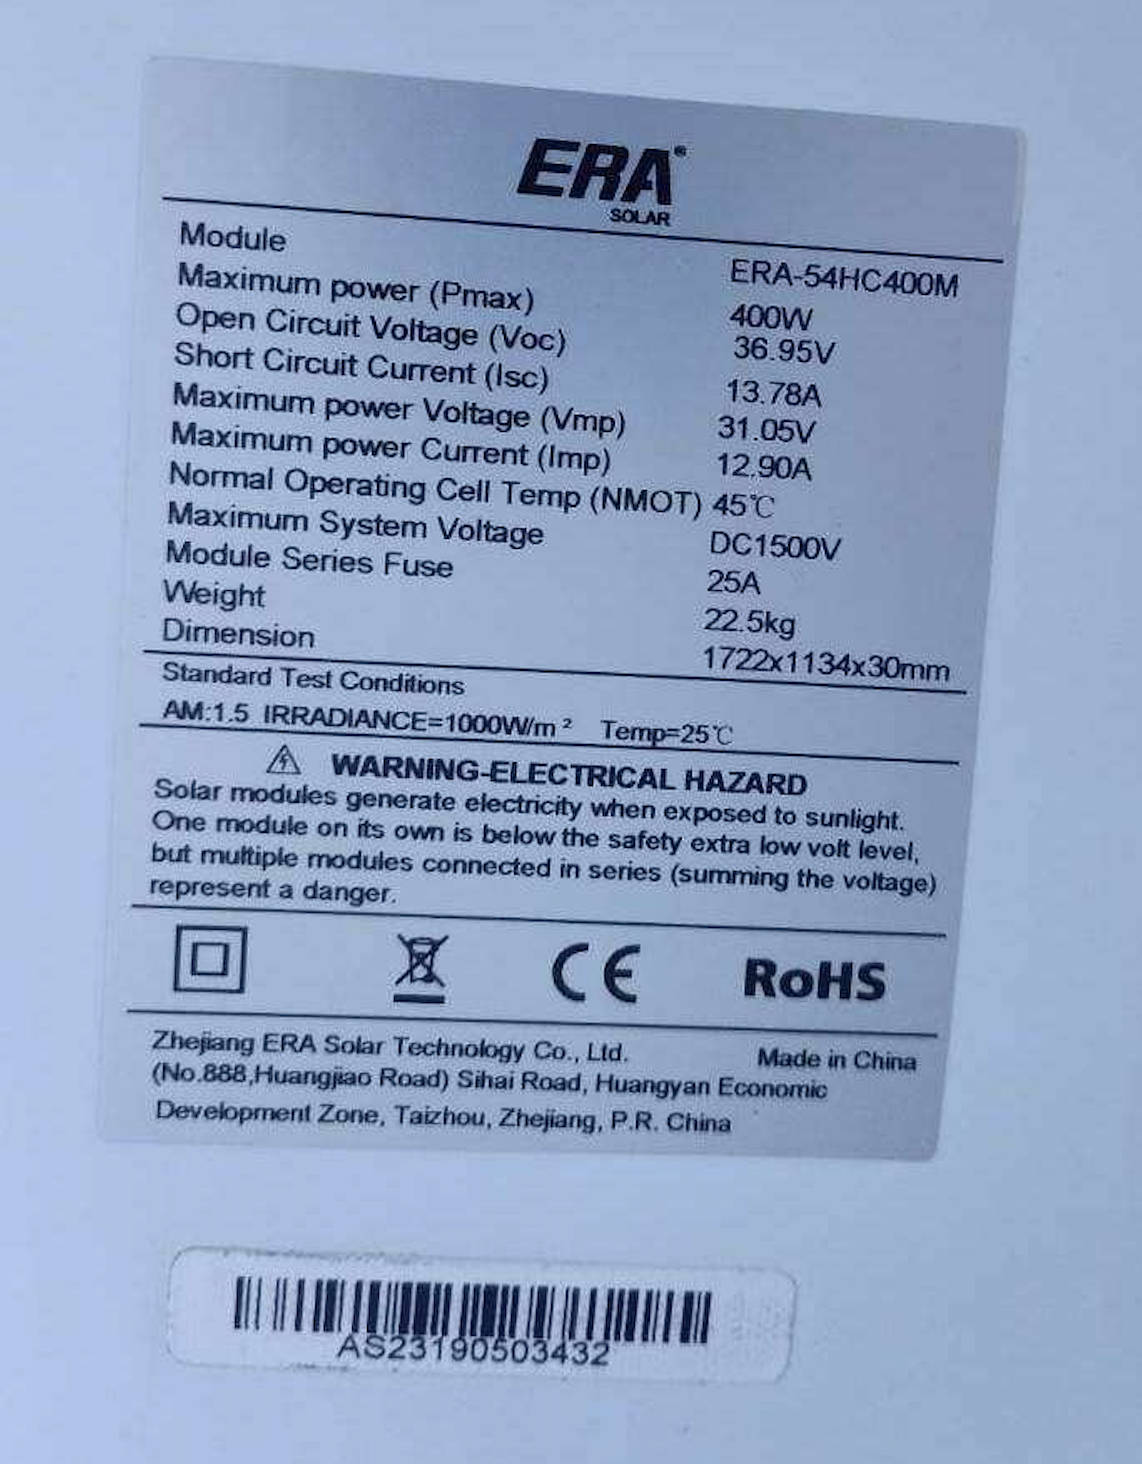 ERA®
SOLAR
Module ERA-54HC400M
Maximum power (Pmax) 400W
Open Circuit Voltage (Voc) 36.95V
Short Circuit Current (Isc) 13.78A
Maximum power Voltage (Vmp) 31.05V
Maximum power Current (Imp) 12.90A
Normal Operating Cell Temp (NMOT) 45℃
Maximum System Voltage DC1500V
Module Series Fuse 25A
Weight 22.5kg
Dimension 1722x1134x30mm
Standard Test Conditions
AM:1.5 IRRADIANCE=1000W/m² Temp=25℃
WARNING-ELECTRICAL HAZARD
Solar modules generate electricity when exposed to sunlight.
One module on its own is below the safety extra low volt level,
but multiple modules connected in series (summing the voltage)
represent a danger.
CE RoHS
Zhejiang ERA Solar Technology Co., Ltd. Made in China
(No.888,Huangjiao Road) Sihai Road, Huangyan Economic
Development Zone, Taizhou, Zhejiang, P.R. China
AS23190503432